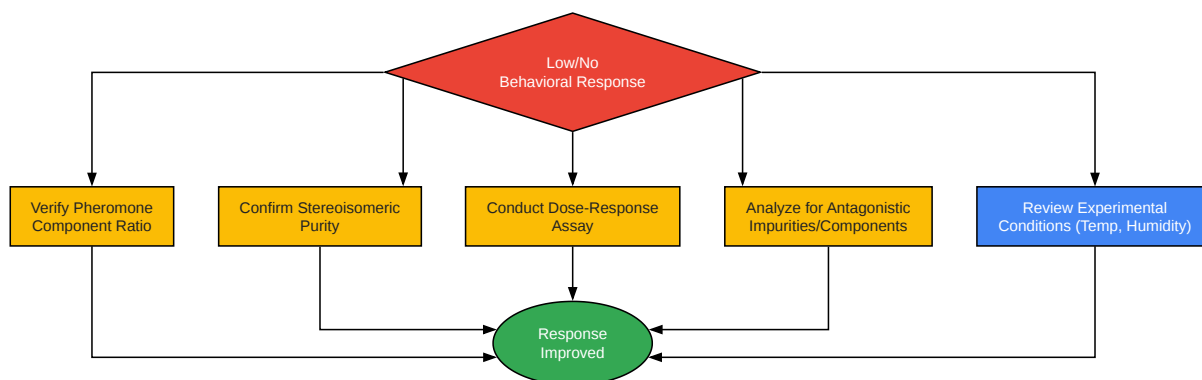 Low/No
Behavioral Response
Verify Pheromone
Component Ratio
Confirm Stereoisomeric
Purity
Conduct Dose-Response
Assay
Analyze for Antagonistic
Impurities/Components
Review Experimental
Conditions (Temp, Humidity)
Response
Improved